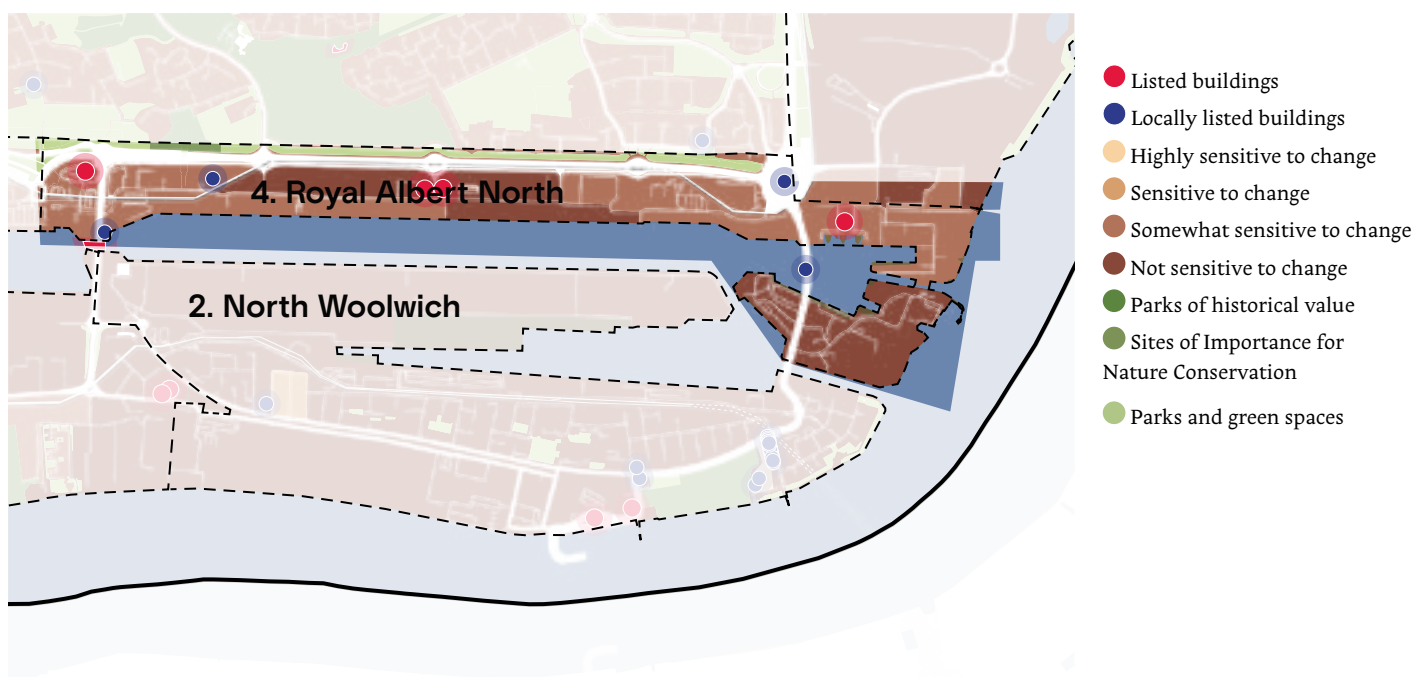 4. Royal Albert North
2. North Woolwich
Listed buildings
Locally listed buildings
Highly sensitive to change
Sensitive to change
Somewhat sensitive to change
Not sensitive to change
Parks of historical value
Sites of Importance for
Nature Conservation
Parks and green spaces